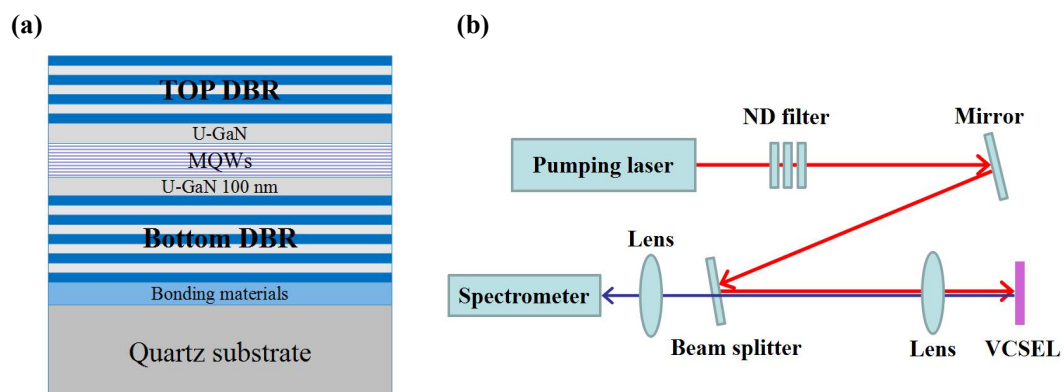 (a)
TOP DBR
U-GaN
MQWs
U-GaN 100 nm
Bottom DBR
Bonding materials
Quartz substrate
(b)
ND filter
Mirror
Pumping laser
Lens
Spectrometer
Beam splitter
Lens
VCSEL